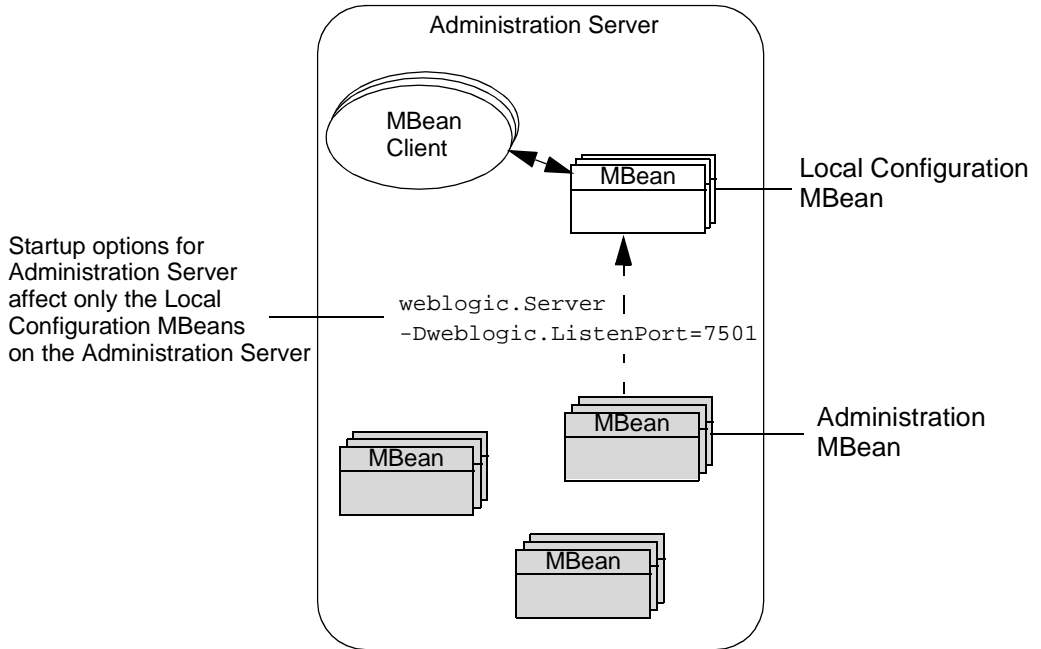 Administration Server
MBean
Client
MBean
Local Configuration
MBean
Startup options for
Administration Server
affect only the Local
Configuration MBeans
on the Administration Server
weblogic.Server
-Dweblogic.ListenPort=7501
MBean
Administration
MBean
MBean
MBean